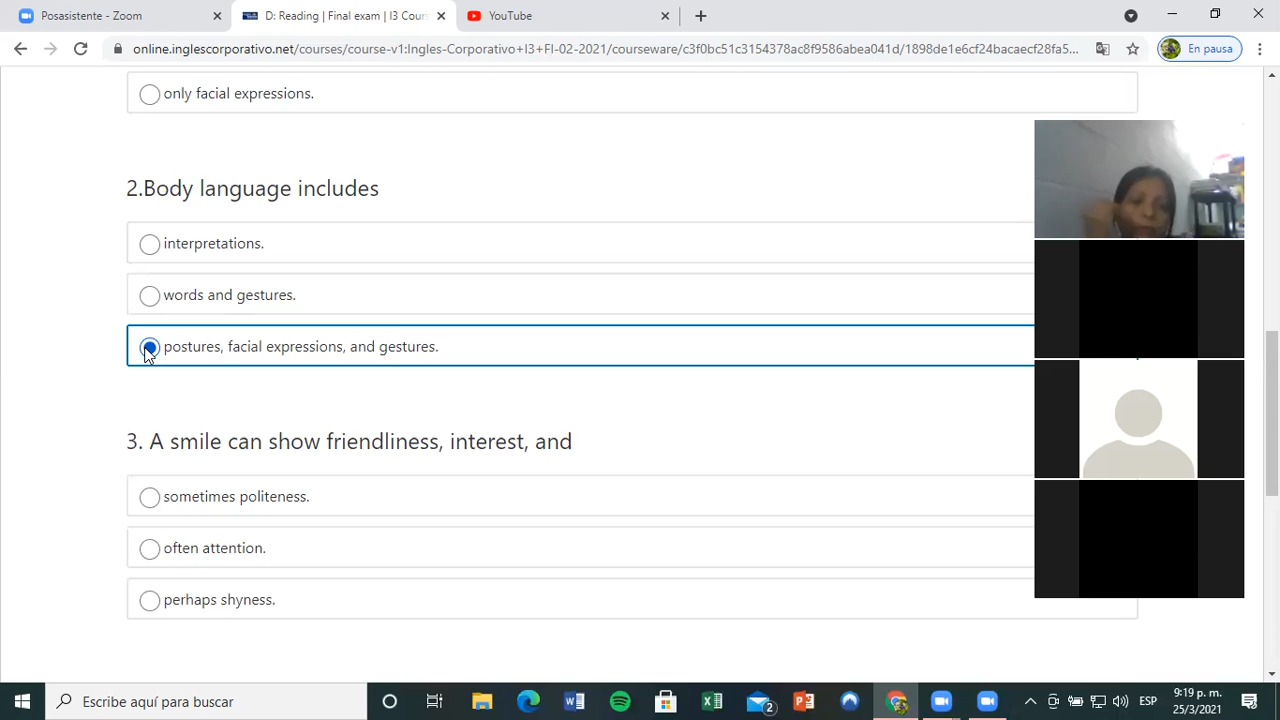 Posasistente - Zoom
D: Reading | Final exam | I3 Cour
YouTube
online.inglescorporativo.net/courses/course-v1:Ingles-Corporativo+I3+FI-02-2021/courseware/c3f0bc51c3154378ac8f9586abea041d/1898de1e6cf24bacaecf28fa5...
En pausa
only facial expressions.
2.Body language includes
interpretations.
words and gestures.
postures, facial expressions, and gestures.
3. A smile can show friendliness, interest, and
sometimes politeness.
often attention.
perhaps shyness.
Escribe aquí para buscar
2
ESP
9:19 p. m.
25/3/2021